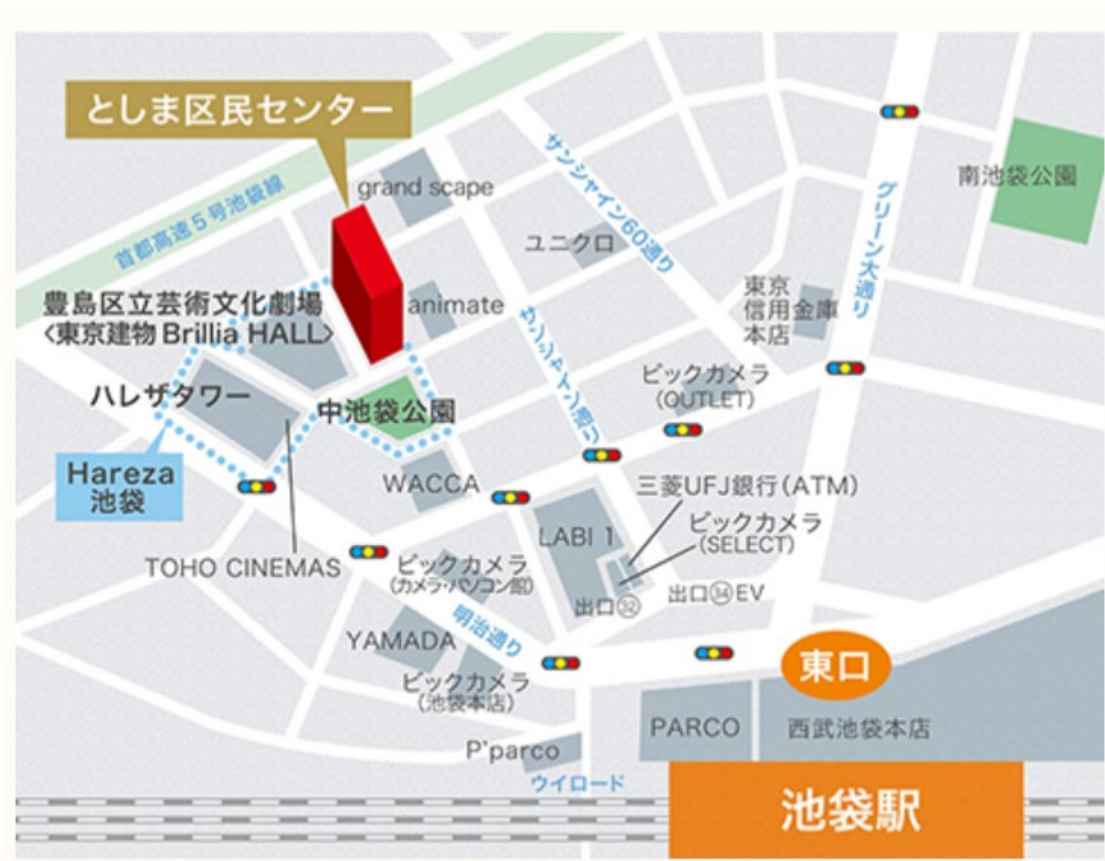 としま区民センター
首都高速5号池袋線
grand scape
サンシャイン60通り
グリーン大通り
南池袋公園
ユニクロ
豊島区立芸術文化劇場
〈東京建物 Brillia HALL〉
animate
サンシャイン通り
東京
信用金庫
本店
ハレザタワー
中池袋公園
ビックカメラ
(OUTLET)
Hareza
池袋
WACCA
三菱UFJ銀行(ATM)
LABI 1
ビックカメラ
(SELECT)
TOHO CINEMAS
ビックカメラ
(カメラ・パソコン館)
出口㉜
出口㉞EV
明治通り
YAMADA
ビックカメラ
(池袋本店)
東口
PARCO
西武池袋本店
P'parco
ウイロード
池袋駅